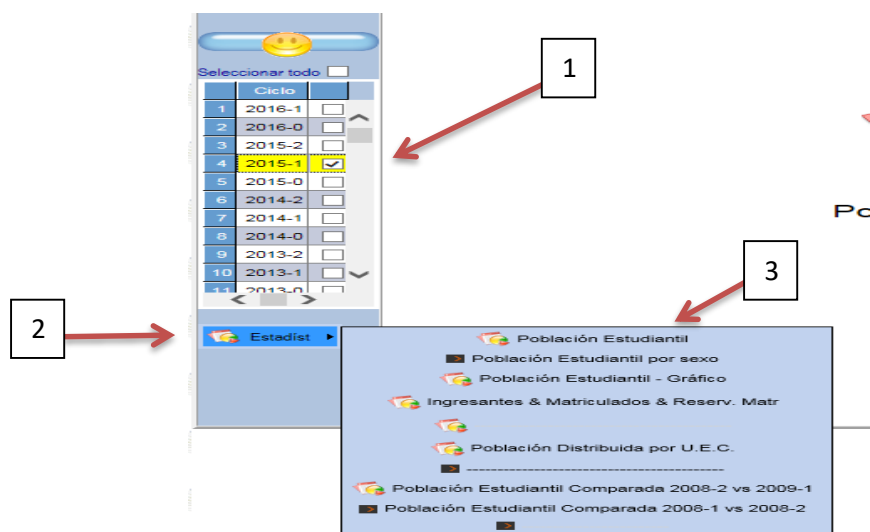 Seleccionar todo
Ciclo
1 2016-1
2 2016-0
3 2015-2
4 2015-1
5 2015-0
6 2014-2
7 2014-1
8 2014-0
9 2013-2
10 2013-1
11 2013-0
1
2
3
Po
Estadíst
Población Estudiantil
Población Estudiantil por sexo
Población Estudiantil - Gráfico
Ingresantes & Matriculados & Reserv. Matr
Población Distribuida por U.E.C.
--------------------------------------------
Población Estudiantil Comparada 2008-2 vs 2009-1
Población Estudiantil Comparada 2008-1 vs 2008-2